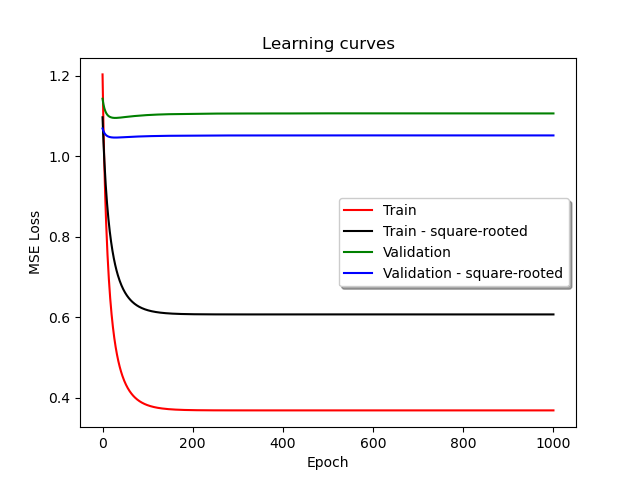 Learning curves
MSE Loss
1.2
1.0
0.8
0.6
0.4
Train
Train - square-rooted
Validation
Validation - square-rooted
0
200
400
600
800
1000
Epoch